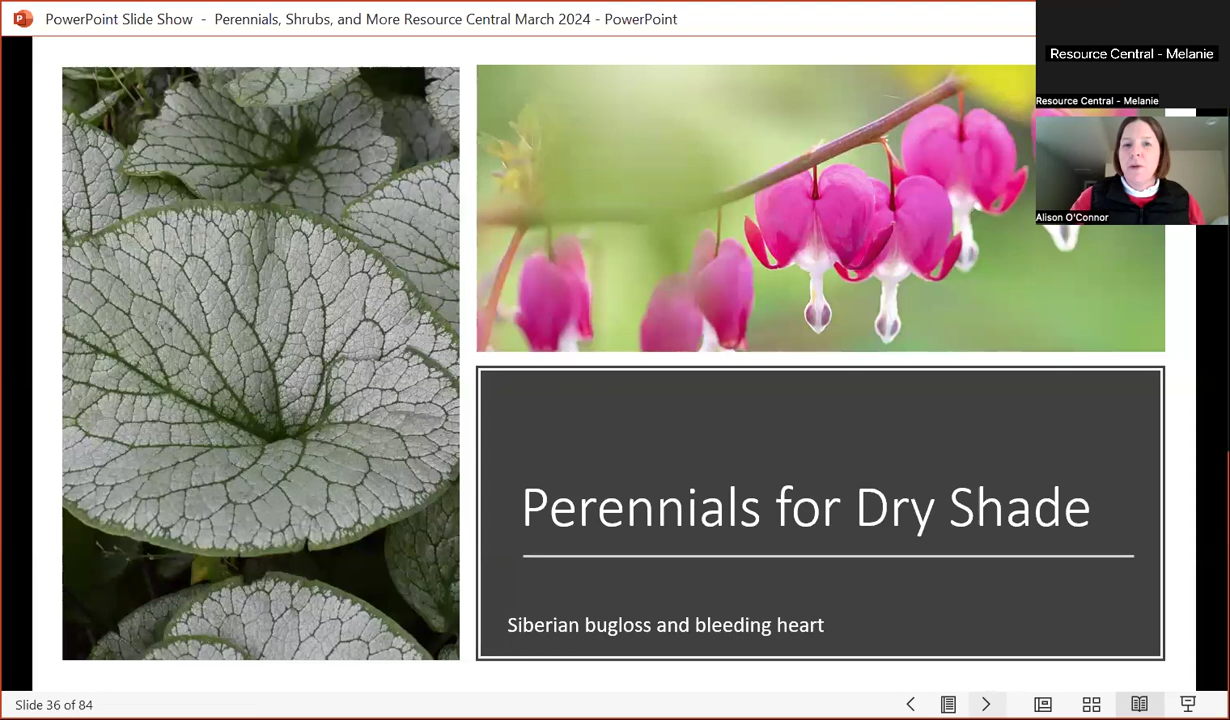 PowerPoint Slide Show - Perennials, Shrubs, and More Resource Central March 2024 - PowerPoint
Resource Central - Melanie
Resource Central - Melanie
Alison O'Connor
Perennials for Dry Shade
Siberian bugloss and bleeding heart
Slide 36 of 84